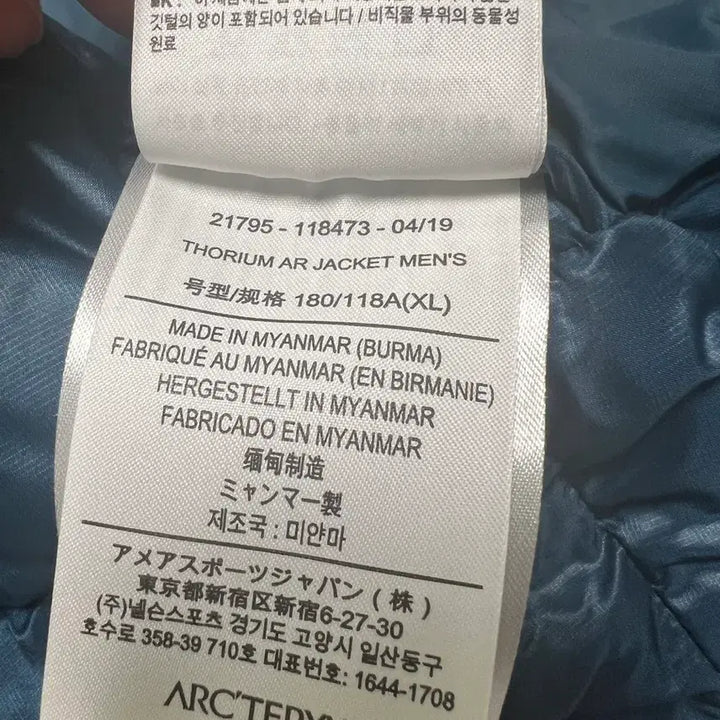 깃털의 양이 포함되어 있습니다 / 비직물 부위의 동물성
원료
21795 - 118473 - 04/19
THORIUM AR JACKET MEN'S
号型/规格 180/118A(XL)
MADE IN MYANMAR (BURMA)
FABRIQUÉ AU MYANMAR (EN BIRMANIE)
HERGESTELLT IN MYANMAR
FABRICADO EN MYANMAR
缅甸制造
ミャンマー製
제조국 : 미얀마
アメアスポーツジャパン ( 株 )
東京都新宿区新宿6-27-30
(주)넬슨스포츠 경기도 고양시 일산동구
호수로 358-39 710호 대표번호: 1644-1708